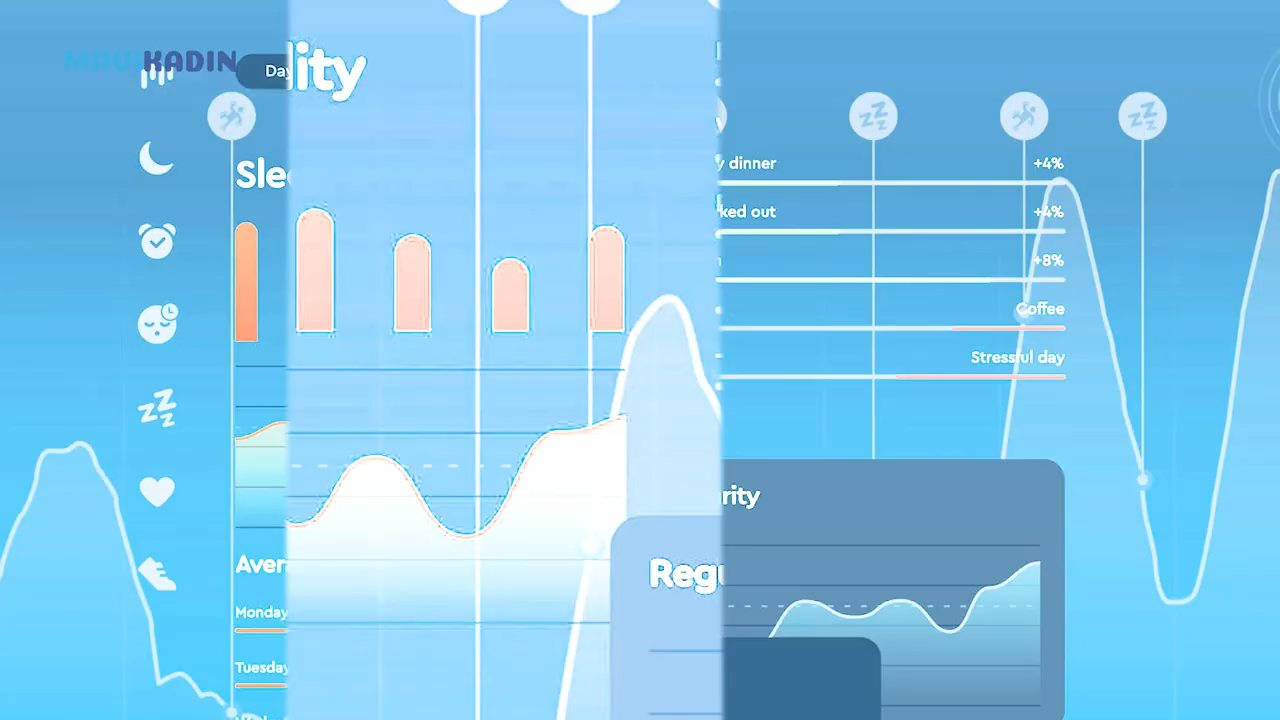 MAVIKADIN
Day
lity
Slee
y dinner +4%
ked out +4%
+8%
Coffee
Stressful day
rity
Aver
Regu
Monday
Tuesday